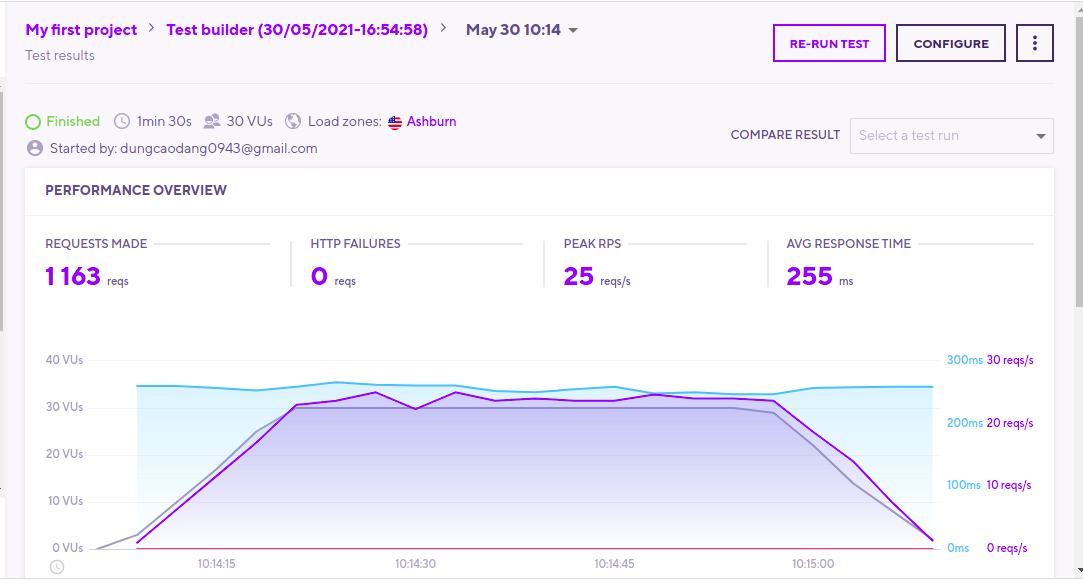 My first project > Test builder (30/05/2021-16:54:58) > May 30 10:14
Test results
RE-RUN TEST
CONFIGURE
Finished 1min 30s 30 VUs Load zones: Ashburn
Started by: dungcaodang0943@gmail.com
COMPARE RESULT Select a test run
PERFORMANCE OVERVIEW
REQUESTS MADE HTTP FAILURES PEAK RPS AVG RESPONSE TIME
1 163 reqs 0 reqs 25 reqs/s 255 ms
40 VUs 300ms 30 reqs/s
30 VUs
200ms 20 reqs/s
20 VUs
100ms 10 reqs/s
10 VUs
0 VUs 0ms 0 reqs/s
10:14:15 10:14:30 10:14:45 10:15:00